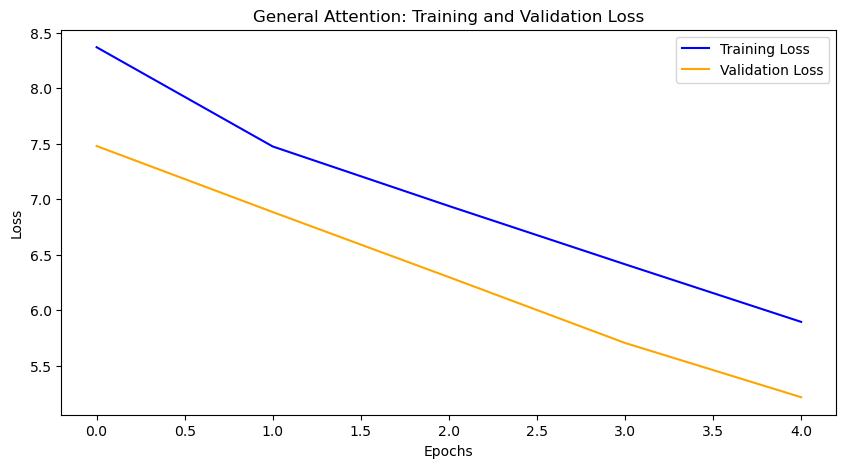 General Attention: Training and Validation Loss
Training Loss
Validation Loss
8.5
8.0
7.5
7.0
6.5
6.0
5.5
Loss
0.0 0.5 1.0 1.5 2.0 2.5 3.0 3.5 4.0
Epochs